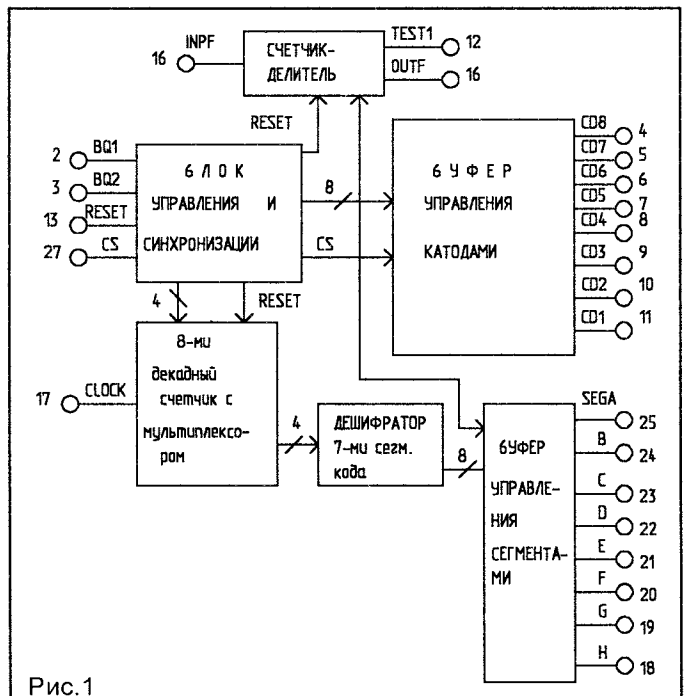 INPF
16
СЧЕТЧИК-
ДЕЛИТЕЛЬ
TEST1
12
OUTF
16
RESET
2
BQ1
3
BQ2
13
RESET
27
CS
БЛОК
УПРАВЛЕНИЯ И
СИНХРОНИЗАЦИИ
8
CS
БУФЕР
УПРАВЛЕНИЯ
КАТОДАМИ
CD8
4
CD7
5
CD6
6
CD5
7
CD4
8
CD3
9
CD2
10
CD1
11
4
RESET
17
CLOCK
8-ми
декадный
счетчик с
мультиплексо-
ром
4
ДЕШИФРАТОР
7-ми сегм.
кода
8
БУФЕР
УПРАВЛЕ-
НИЯ
СЕГМЕНТА-
МИ
SEGA
25
B
24
C
23
D
22
E
21
F
20
G
19
H
18
Рис.1